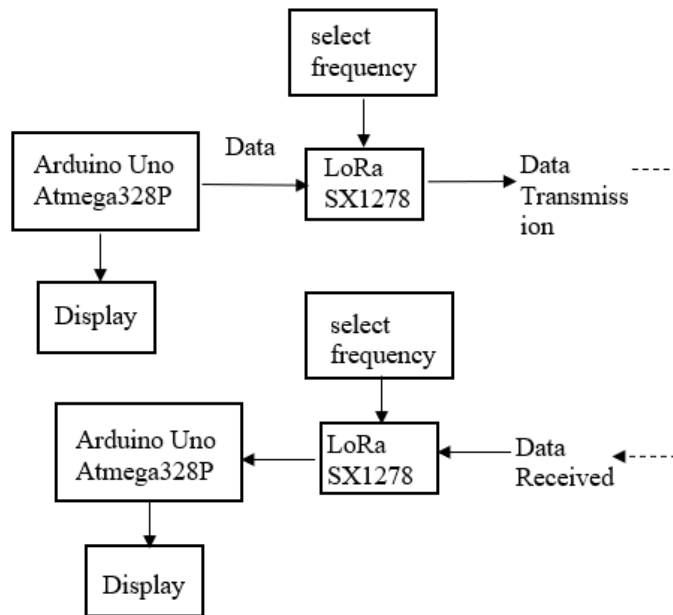 select
frequency
Data
Arduino Uno
Atmega328P
LoRa
SX1278
Data
Transmiss
ion
Display
select
frequency
Arduino Uno
Atmega328P
LoRa
SX1278
Data
Received
Display